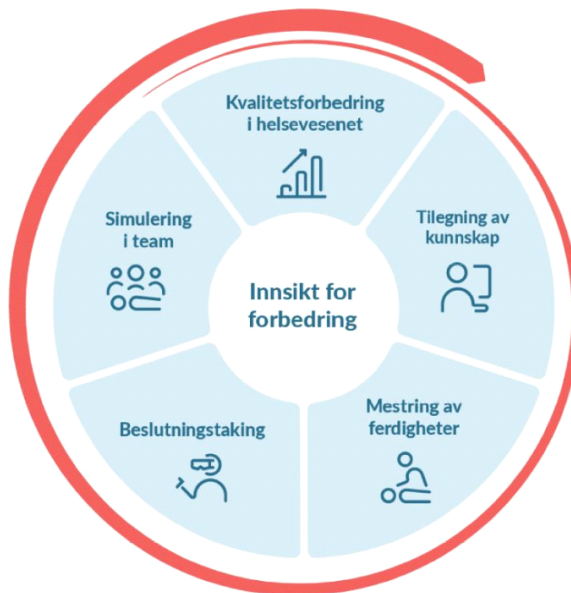 Kvalitetsforbedring
i helsevesenet
Simulering
i team
Tilegning av
kunnskap
Innsikt for
forbedring
Beslutningstaking
Mestring av
ferdigheter